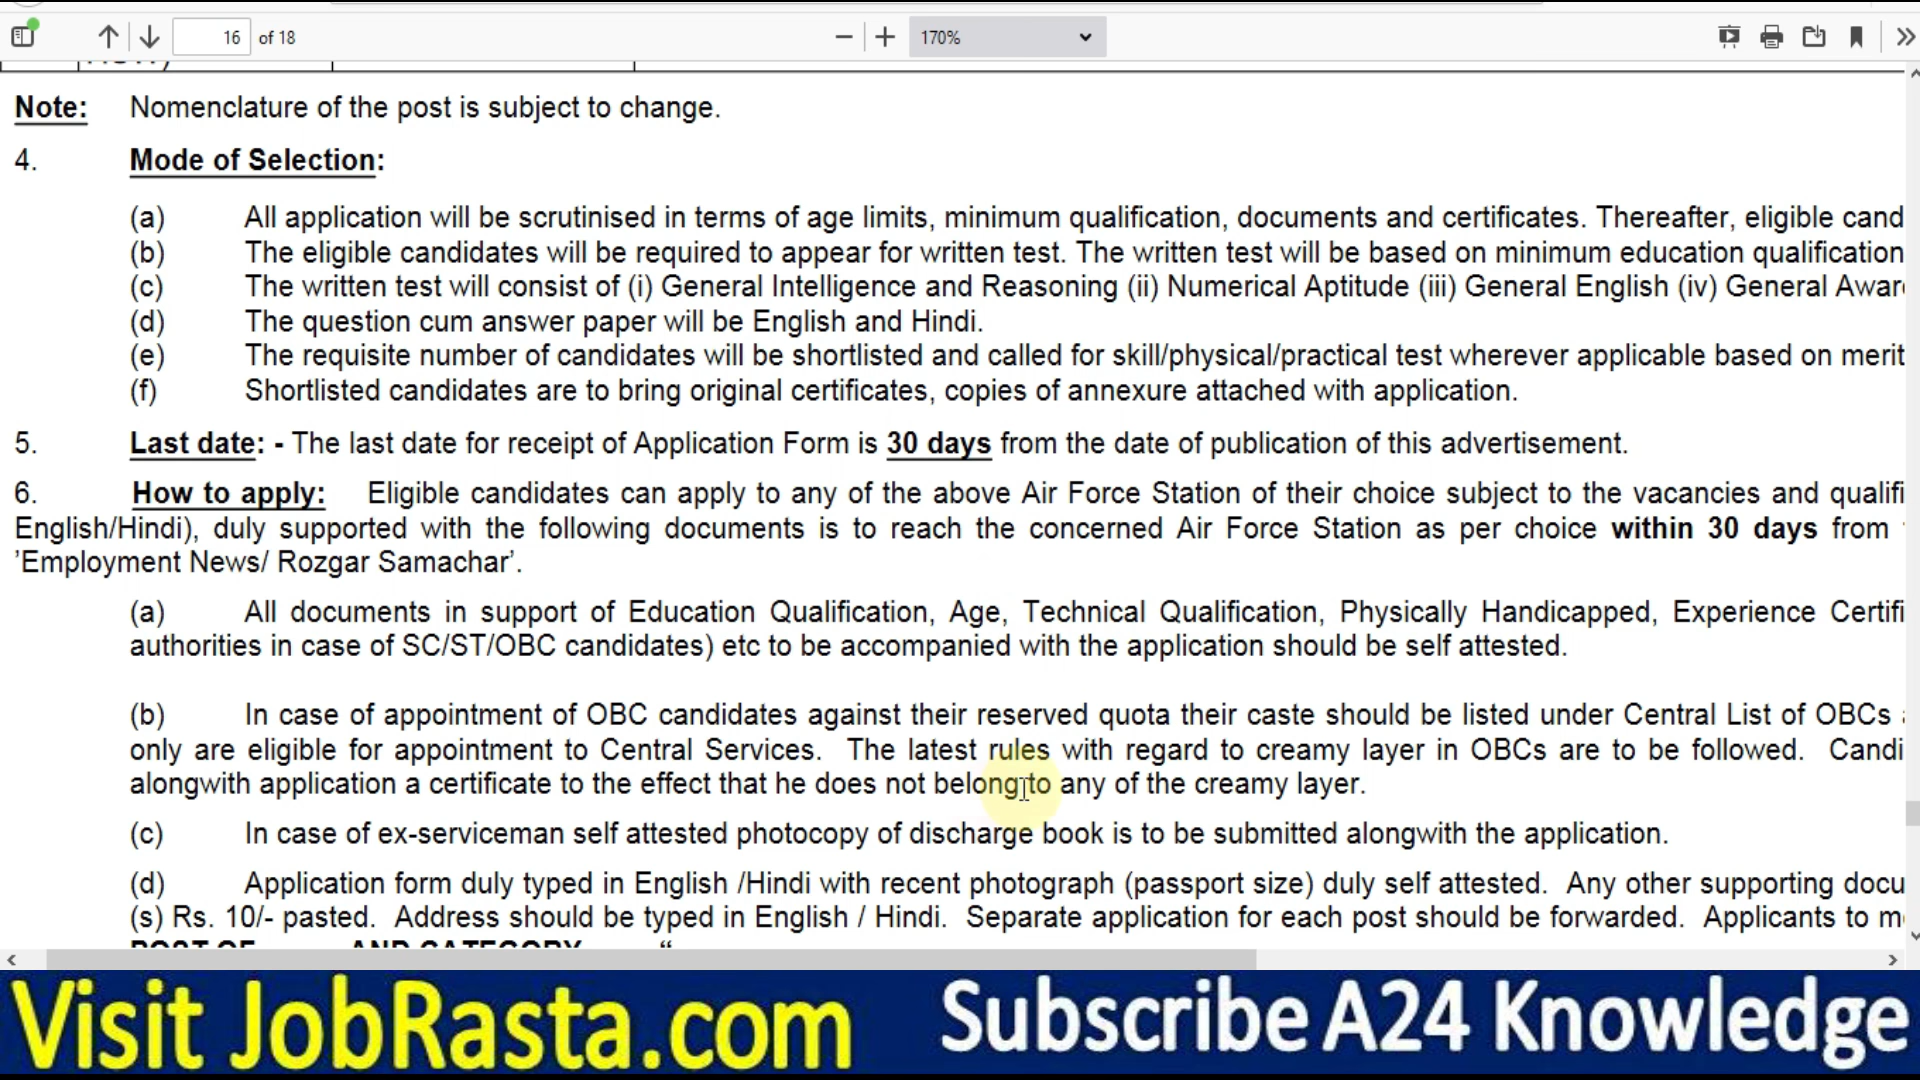 16 of 18
170%
Note: Nomenclature of the post is subject to change.
4. Mode of Selection:
(a) All application will be scrutinised in terms of age limits, minimum qualification, documents and certificates. Thereafter, eligible cand
(b) The eligible candidates will be required to appear for written test. The written test will be based on minimum education qualification
(c) The written test will consist of (i) General Intelligence and Reasoning (ii) Numerical Aptitude (iii) General English (iv) General Awar
(d) The question cum answer paper will be English and Hindi.
(e) The requisite number of candidates will be shortlisted and called for skill/physical/practical test wherever applicable based on merit
(f) Shortlisted candidates are to bring original certificates, copies of annexure attached with application.
5. Last date: - The last date for receipt of Application Form is 30 days from the date of publication of this advertisement.
6. How to apply: Eligible candidates can apply to any of the above Air Force Station of their choice subject to the vacancies and qualifi
English/Hindi), duly supported with the following documents is to reach the concerned Air Force Station as per choice within 30 days from
’Employment News/ Rozgar Samachar’.
(a) All documents in support of Education Qualification, Age, Technical Qualification, Physically Handicapped, Experience Certifi
authorities in case of SC/ST/OBC candidates) etc to be accompanied with the application should be self attested.
(b) In case of appointment of OBC candidates against their reserved quota their caste should be listed under Central List of OBCs
only are eligible for appointment to Central Services. The latest rules with regard to creamy layer in OBCs are to be followed. Candi
alongwith application a certificate to the effect that he does not belong to any of the creamy layer.
(c) In case of ex-serviceman self attested photocopy of discharge book is to be submitted alongwith the application.
(d) Application form duly typed in English /Hindi with recent photograph (passport size) duly self attested. Any other supporting docu
(s) Rs. 10/- pasted. Address should be typed in English / Hindi. Separate application for each post should be forwarded. Applicants to m
POST OF AND CATEGORY “
Visit JobRasta.com Subscribe A24 Knowledge